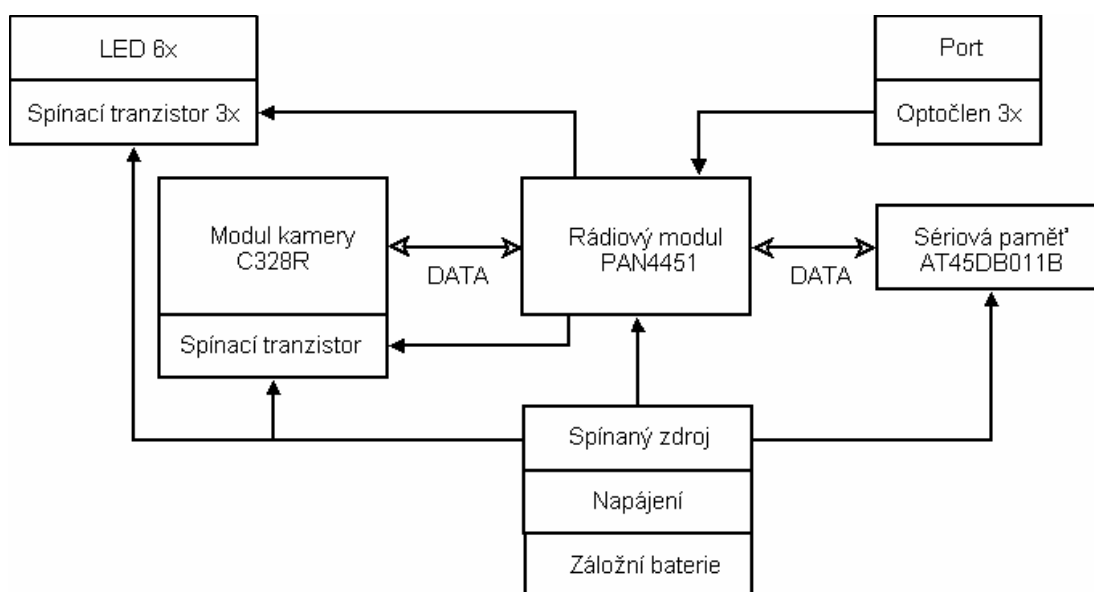 LED 6x
Spínací tranzistor 3x
Port
Optočlen 3x
Modul kamery
C328R
DATA
Rádiový modul
PAN4451
DATA
Sériová paměť
AT45DB011B
Spínací tranzistor
Spínaný zdroj
Napájení
Záložní baterie